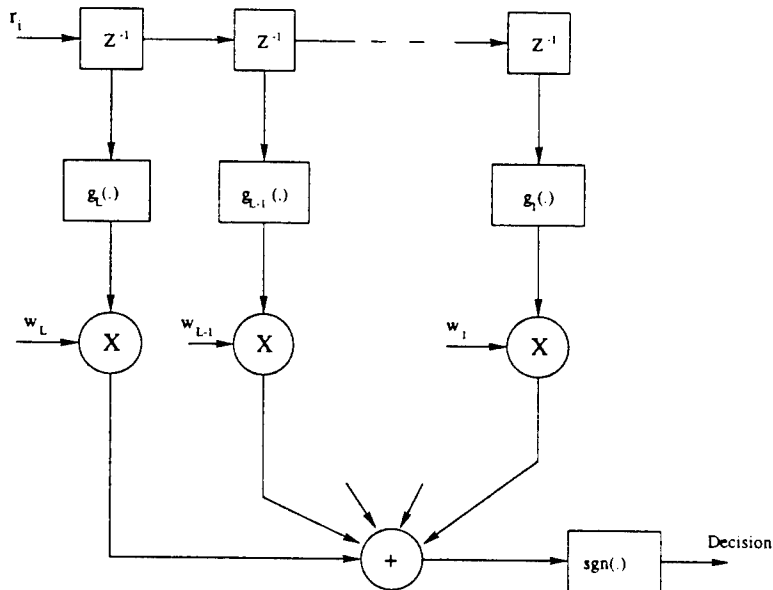 r_i
Z^-1 Z^-1 Z^-1
g_L(.) g_L-1(.) g_1(.)
w_L X w_L-1 X w_1 X
Decision
+ sgn(.)